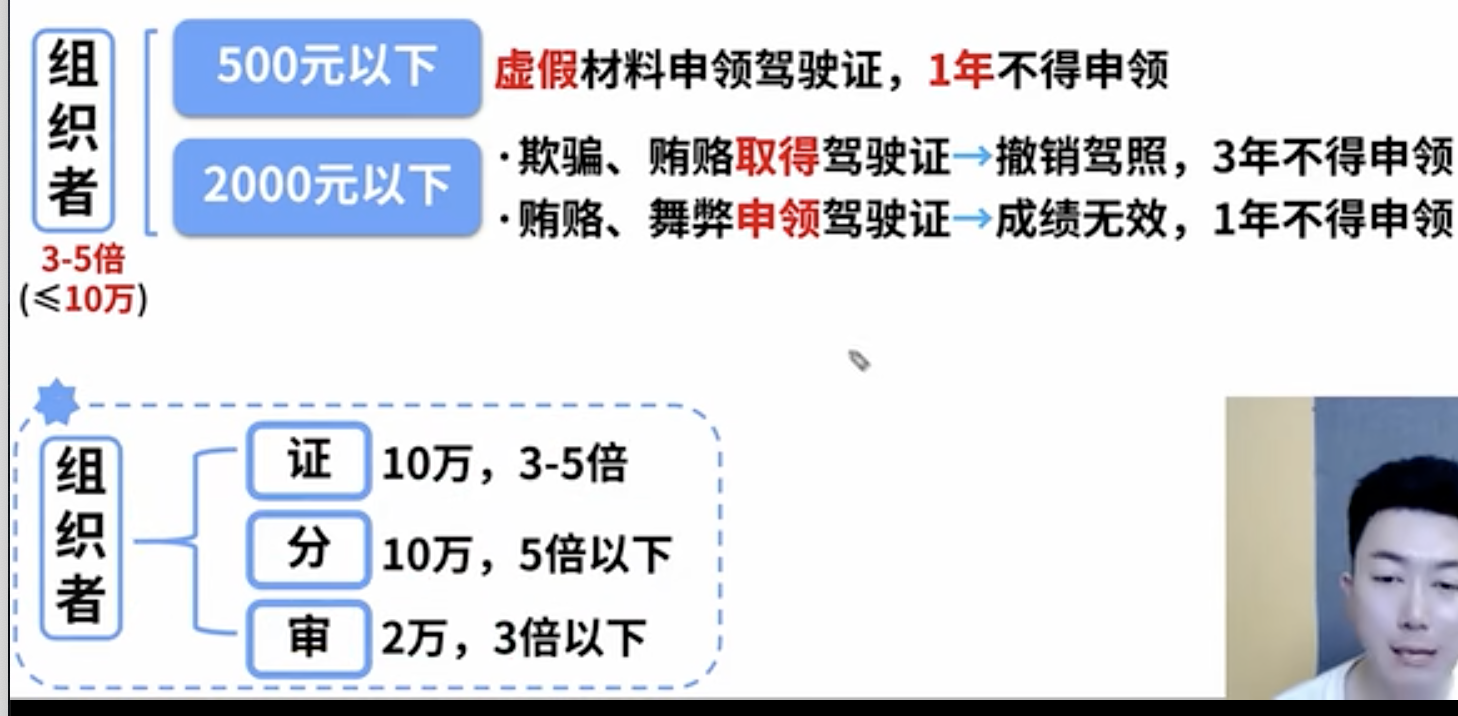 组织者
3-5倍
(≤10万)
500元以下
虚假材料申领驾驶证，1年不得申领
2000元以下
·欺骗、贿赂取得驾驶证→撤销驾照，3年不得申领
·贿赂、舞弊申领驾驶证→成绩无效，1年不得申领
组织者
证 10万，3-5倍
分 10万，5倍以下
审 2万，3倍以下